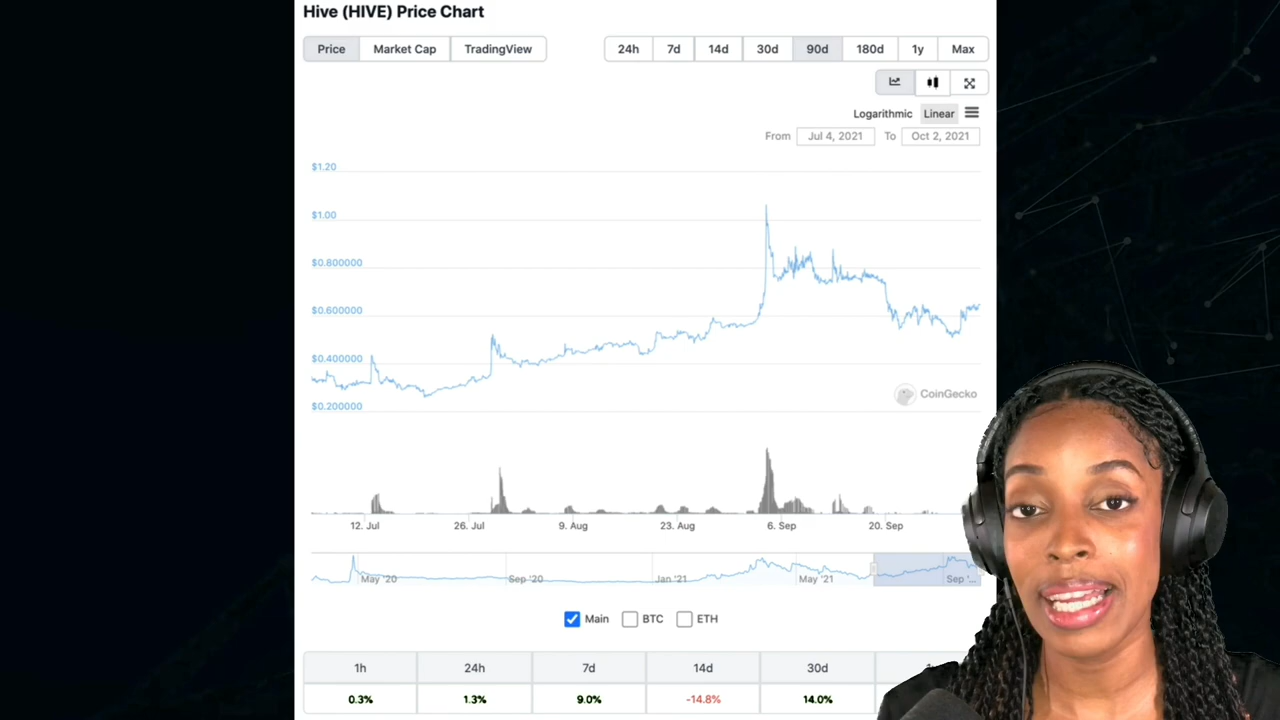 Hive (HIVE) Price Chart
Price Market Cap TradingView 24h 7d 14d 30d 90d 180d 1y Max
Logarithmic Linear
From Jul 4, 2021 To Oct 2, 2021
$1.20
$1.00
$0.800000
$0.600000
$0.400000
CoinGecko
$0.200000
12. Jul 26. Jul 9. Aug 23. Aug 6. Sep 20. Sep
May '20 Sep '20 Jan '21 May '21 Sep '...
Main BTC ETH
1h 24h 7d 14d 30d
0.3% 1.3% 9.0% -14.8% 14.0%